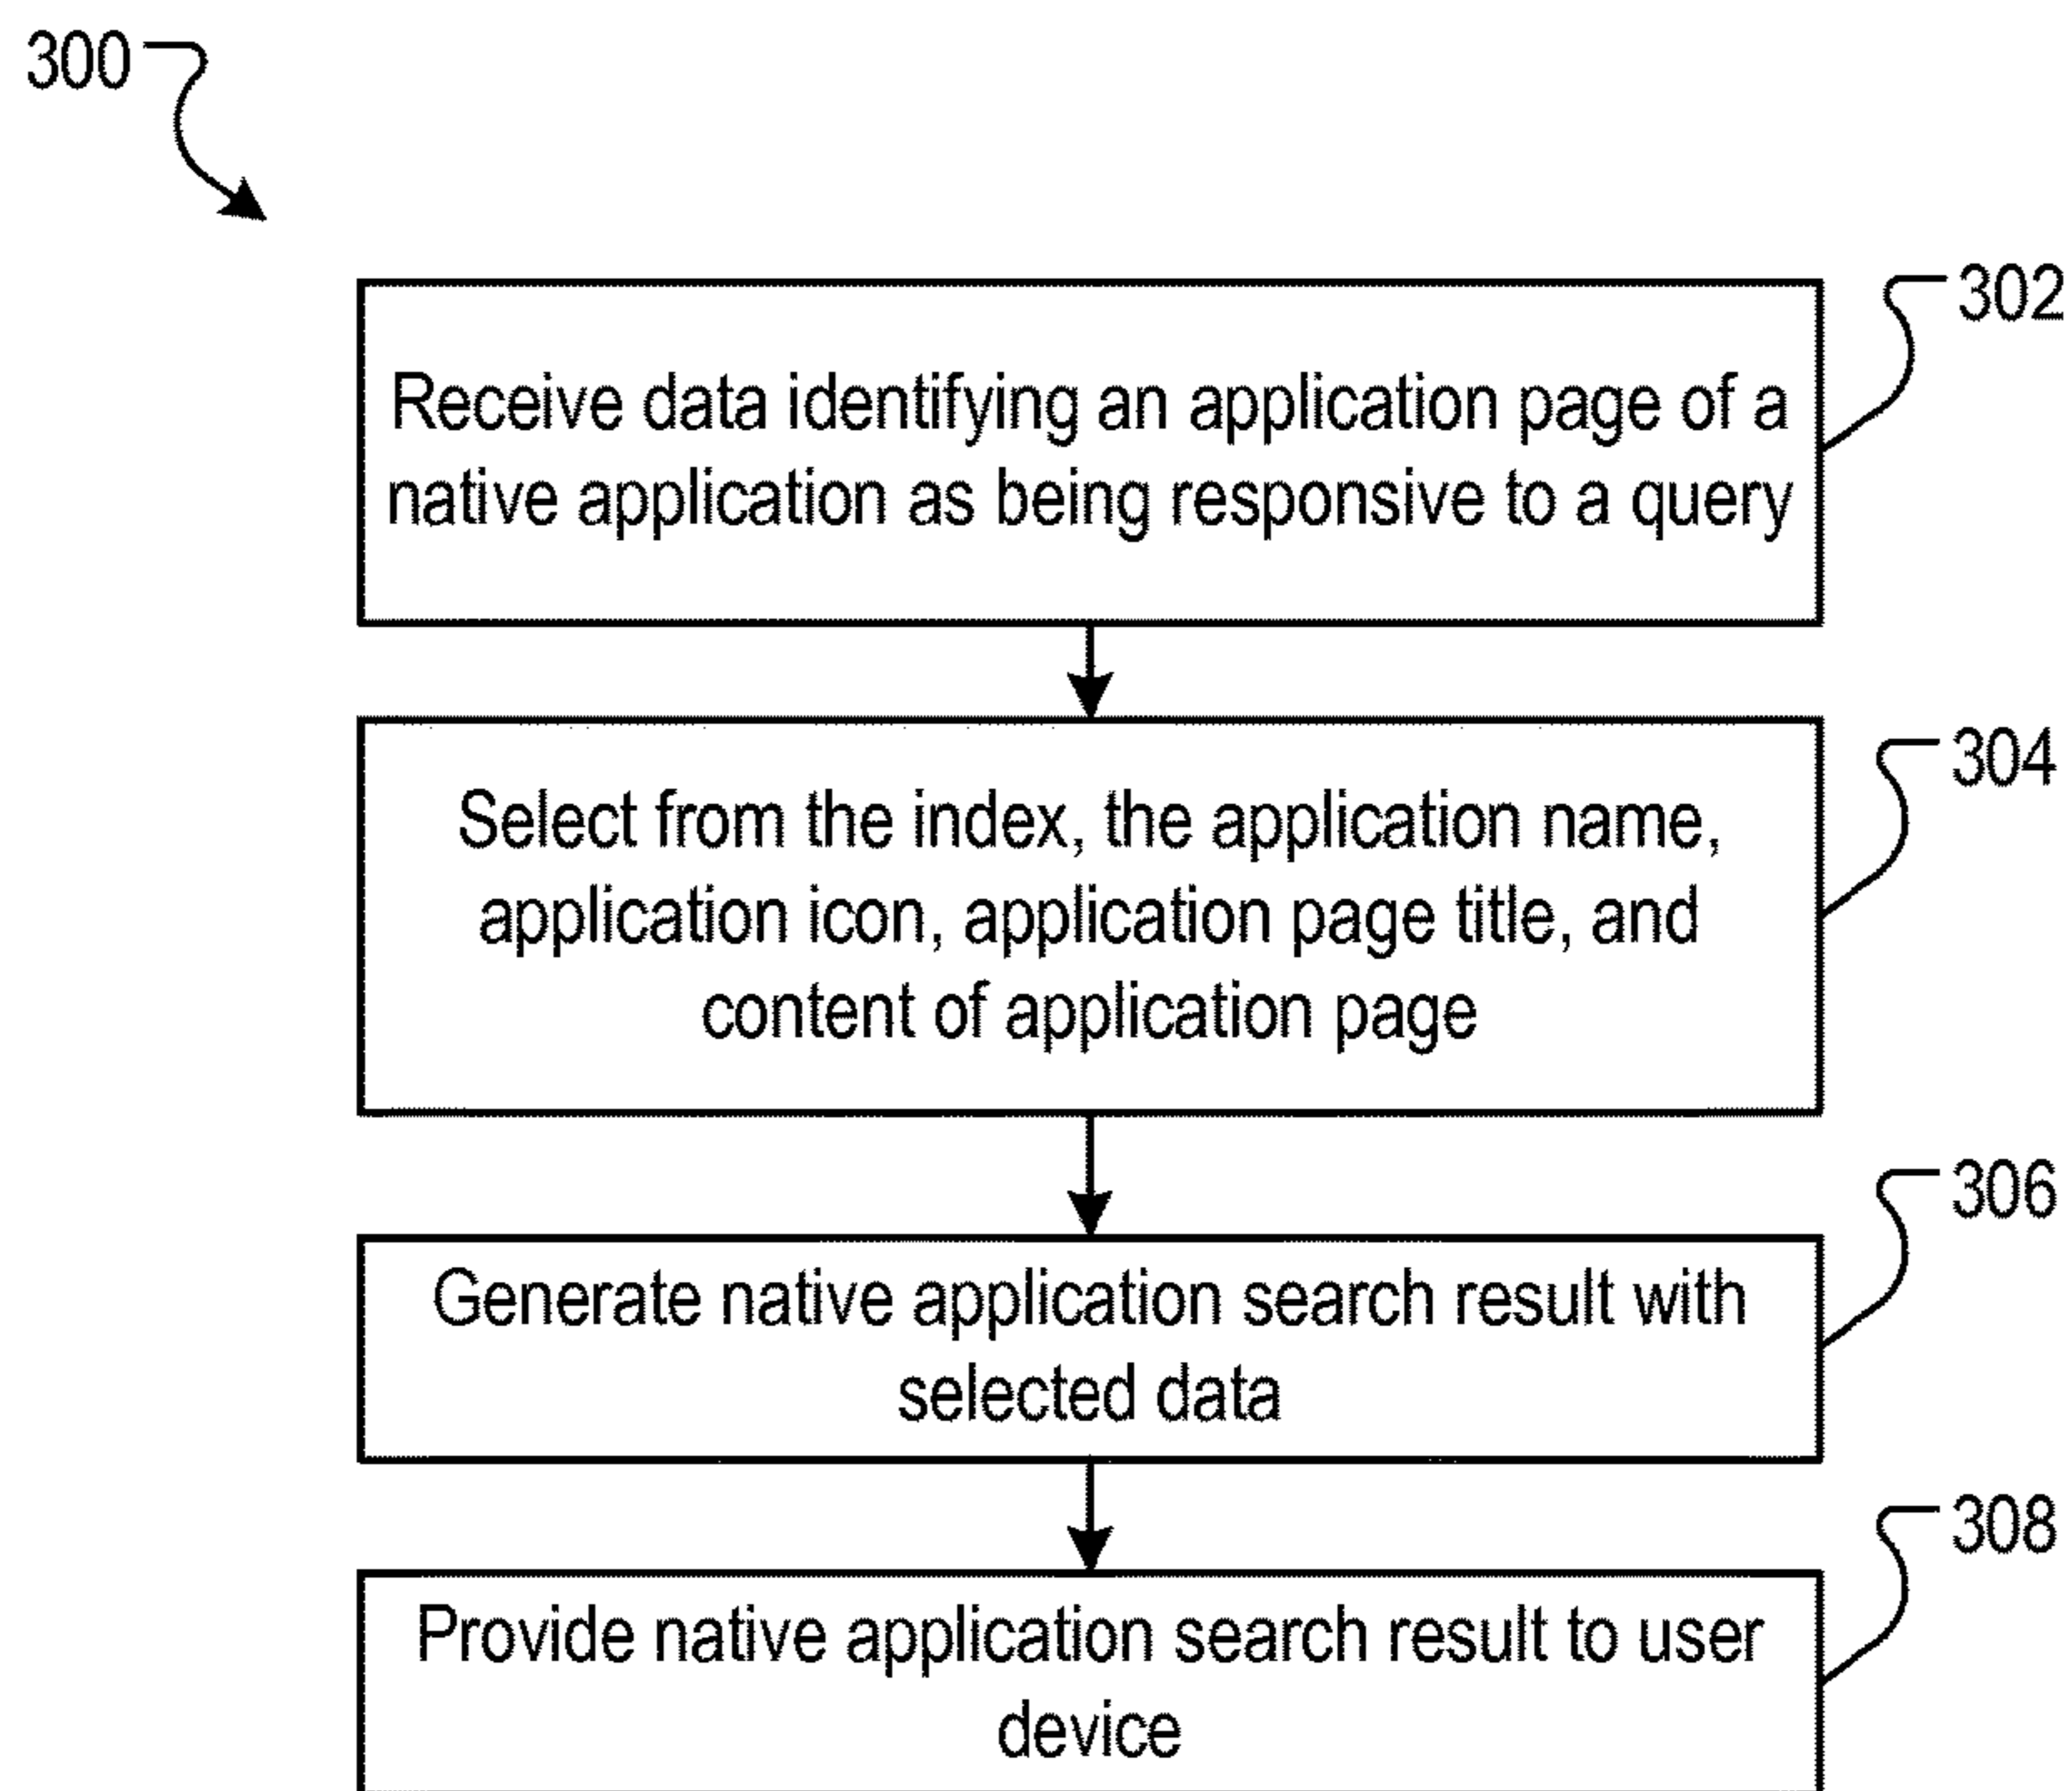 300
302
Receive data identifying an application page of a
native application as being responsive to a query
304
Select from the index, the application name,
application icon, application page title, and
content of application page
306
Generate native application search result with
selected data
308
Provide native application search result to user
device